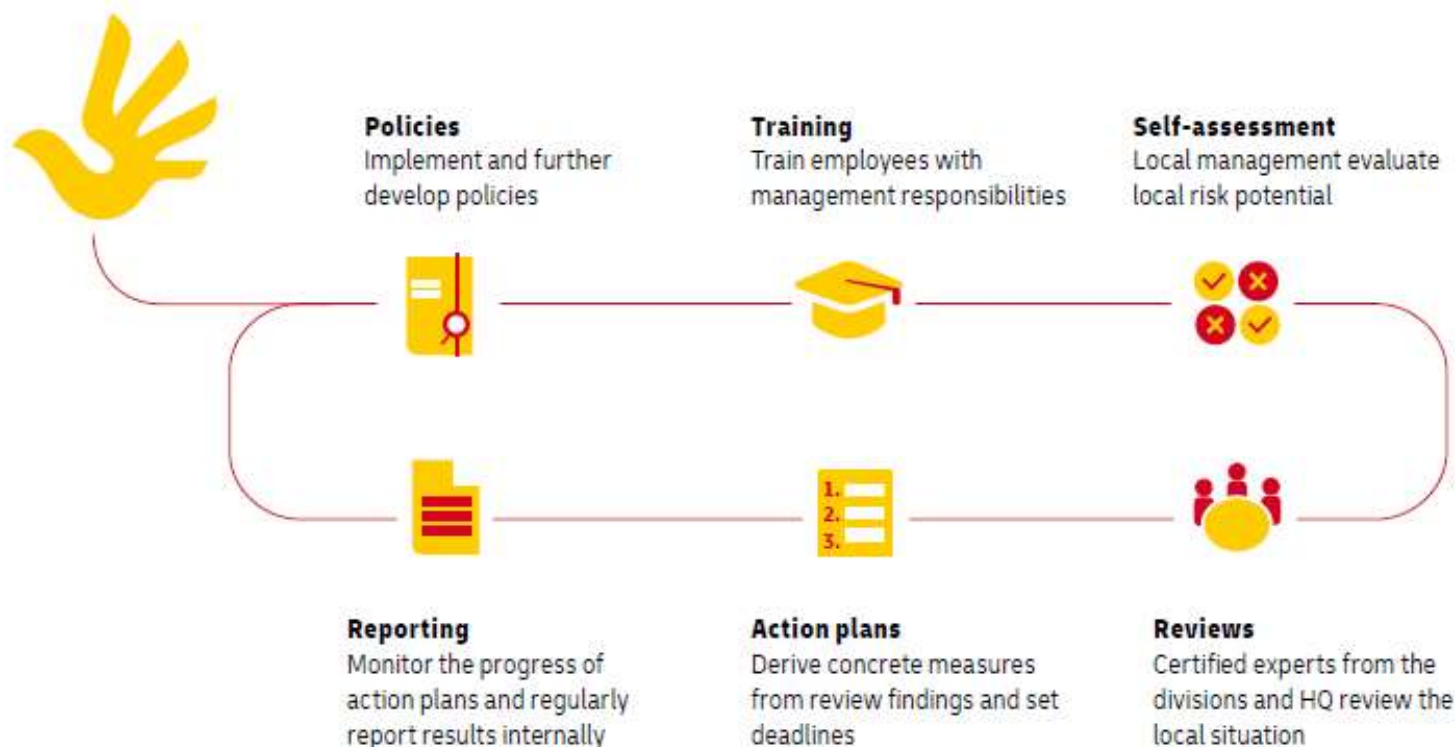 Policies
Implement and further
develop policies
Training
Train employees with
management responsibilities
Self-assessment
Local management evaluate
local risk potential
1.
2.
3.
Reporting
Monitor the progress of
action plans and regularly
report results internally
Action plans
Derive concrete measures
from review findings and set
deadlines
Reviews
Certified experts from the
divisions and HQ review the
local situation